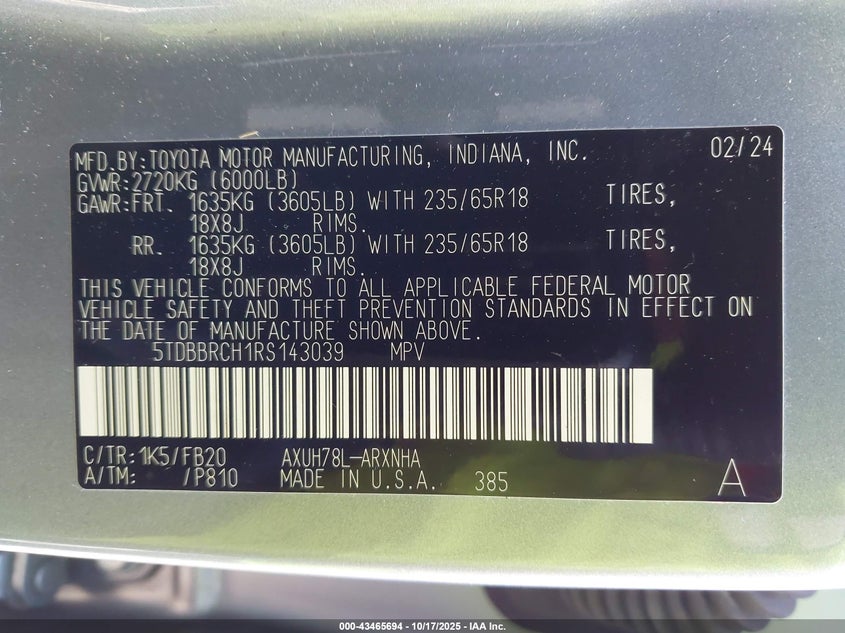 MFD.BY:TOYOTA MOTOR MANUFACTURING, INDIANA, INC. 02/24
GVWR:2720KG (6000LB)
GAWR:FRT. 1635KG (3605LB) WITH 235/65R18 TIRES,
18X8J RIMS.
RR. 1635KG (3605LB) WITH 235/65R18 TIRES,
18X8J RIMS.
THIS VEHICLE CONFORMS TO ALL APPLICABLE FEDERAL MOTOR
VEHICLE SAFETY AND THEFT PREVENTION STANDARDS IN EFFECT ON
THE DATE OF MANUFACTURE SHOWN ABOVE.
5TDBBRCH1RS143039 MPV
C/TR:1K5/FB20 AXUH78L-ARXNHA
A/TM: /P810 MADE IN U.S.A. 385 A
000-43465694 - 10/17/2025 - IAA Inc.